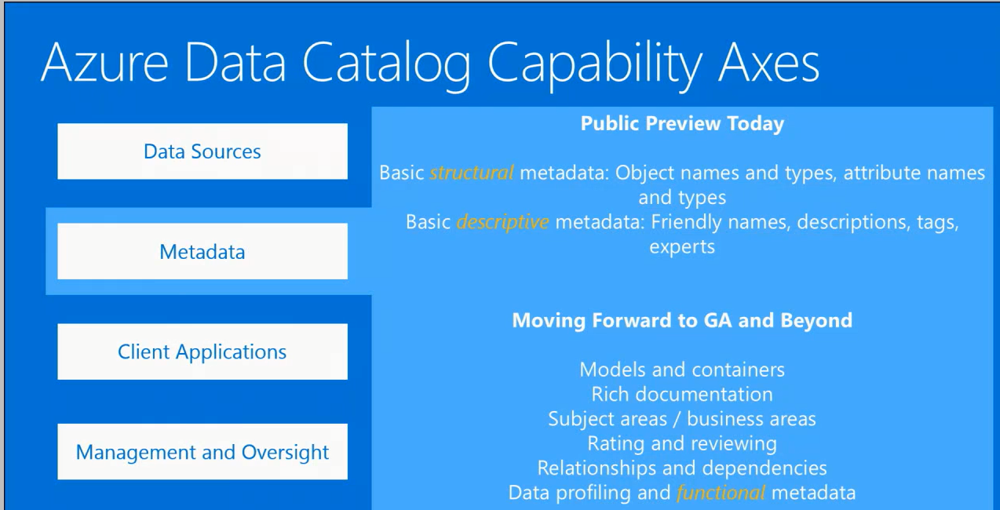 Azure Data Catalog Capability Axes
Data Sources
Metadata
Client Applications
Management and Oversight
Public Preview Today
Basic structural metadata: Object names and types, attribute names
and types
Basic descriptive metadata: Friendly names, descriptions, tags,
experts
Moving Forward to GA and Beyond
Models and containers
Rich documentation
Subject areas / business areas
Rating and reviewing
Relationships and dependencies
Data profiling and functional metadata